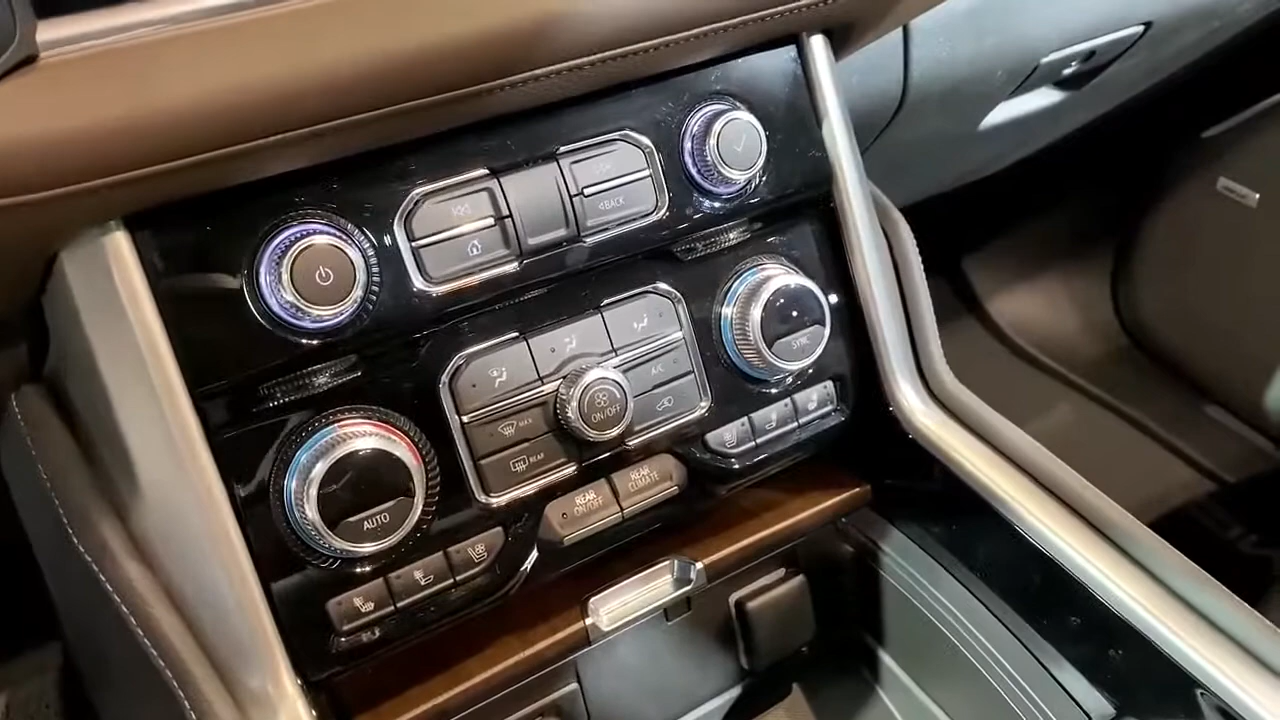 BACK
A/C
SYNC
ON/OFF
MAX
REAR
AUTO
REAR
ON/OFF
REAR
CLIMATE